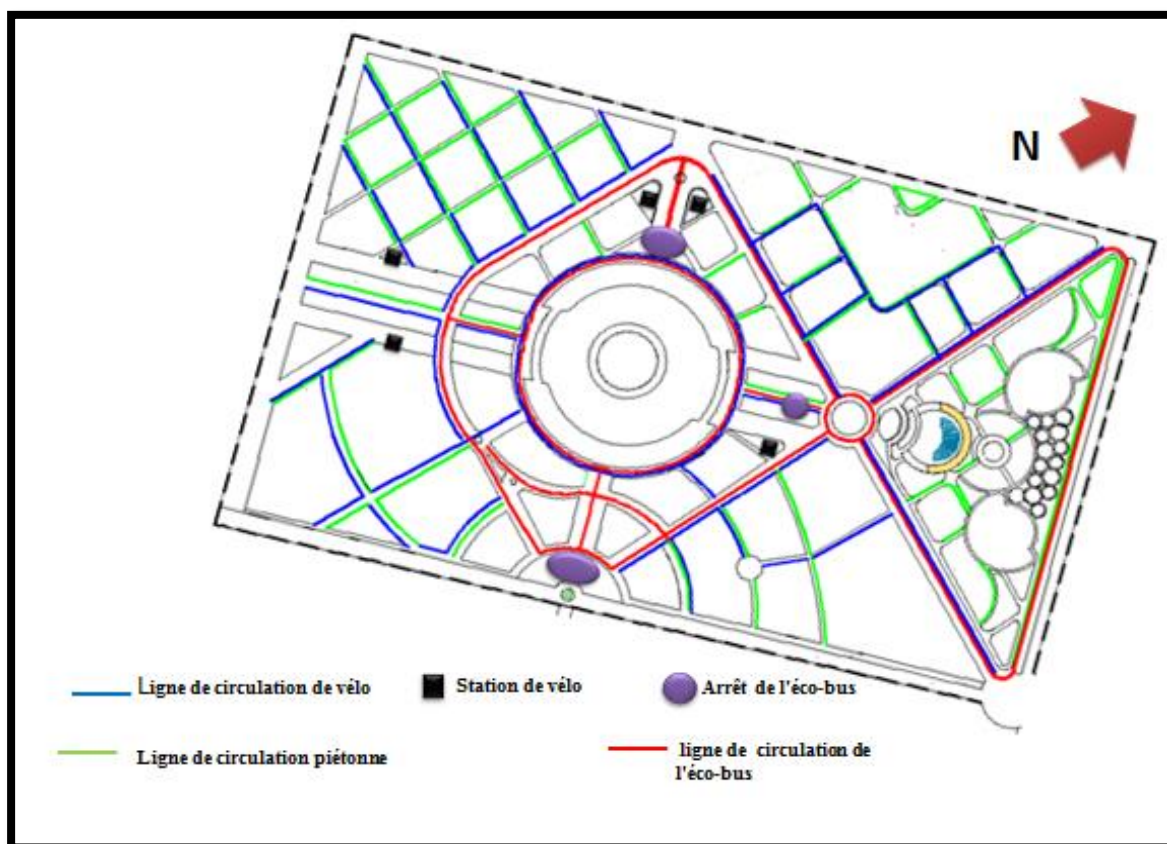 N
Ligne de circulation de vélo
Station de vélo
Arrêt de l'éco-bus
Ligne de circulation piétonne
ligne de circulation de
l'éco-bus